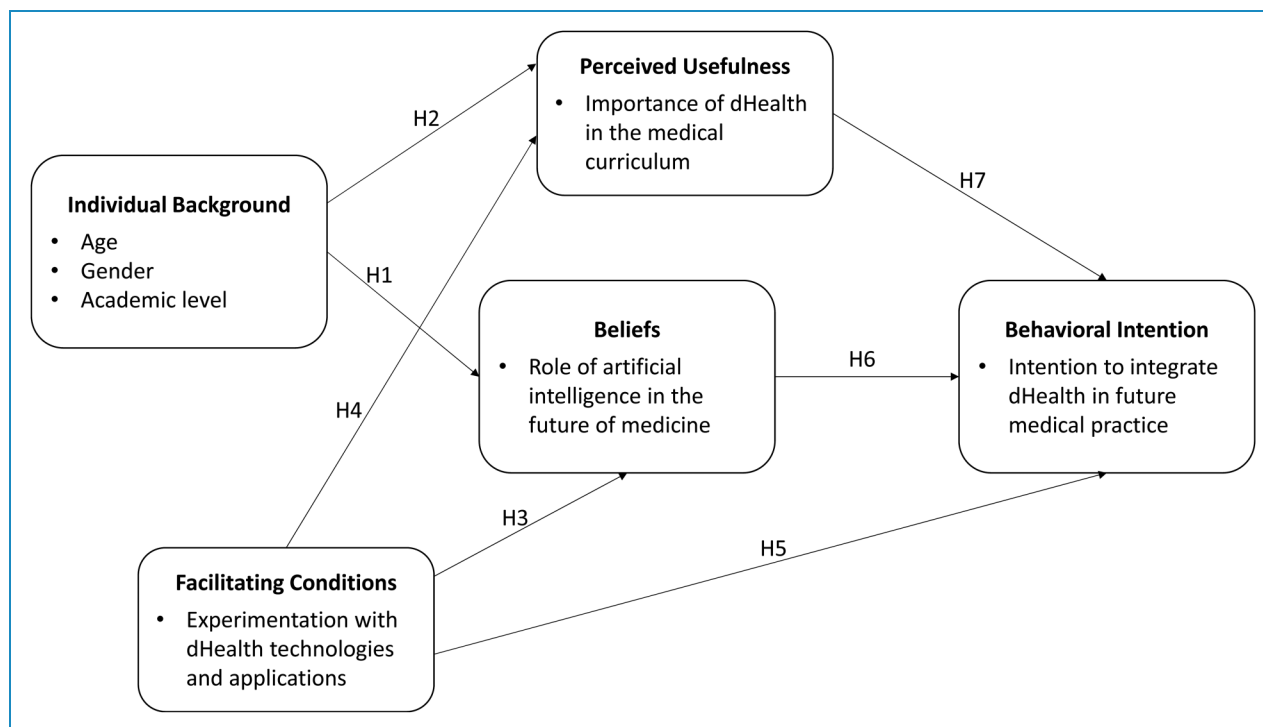 Perceived Usefulness
• Importance of dHealth
in the medical
curriculum
H2
Individual Background
• Age
• Gender
• Academic level
H7
H1
Beliefs
• Role of artificial
intelligence in the
future of medicine
H6
Behavioral Intention
• Intention to integrate
dHealth in future
medical practice
H4
H3
H5
Facilitating Conditions
• Experimentation with
dHealth technologies
and applications